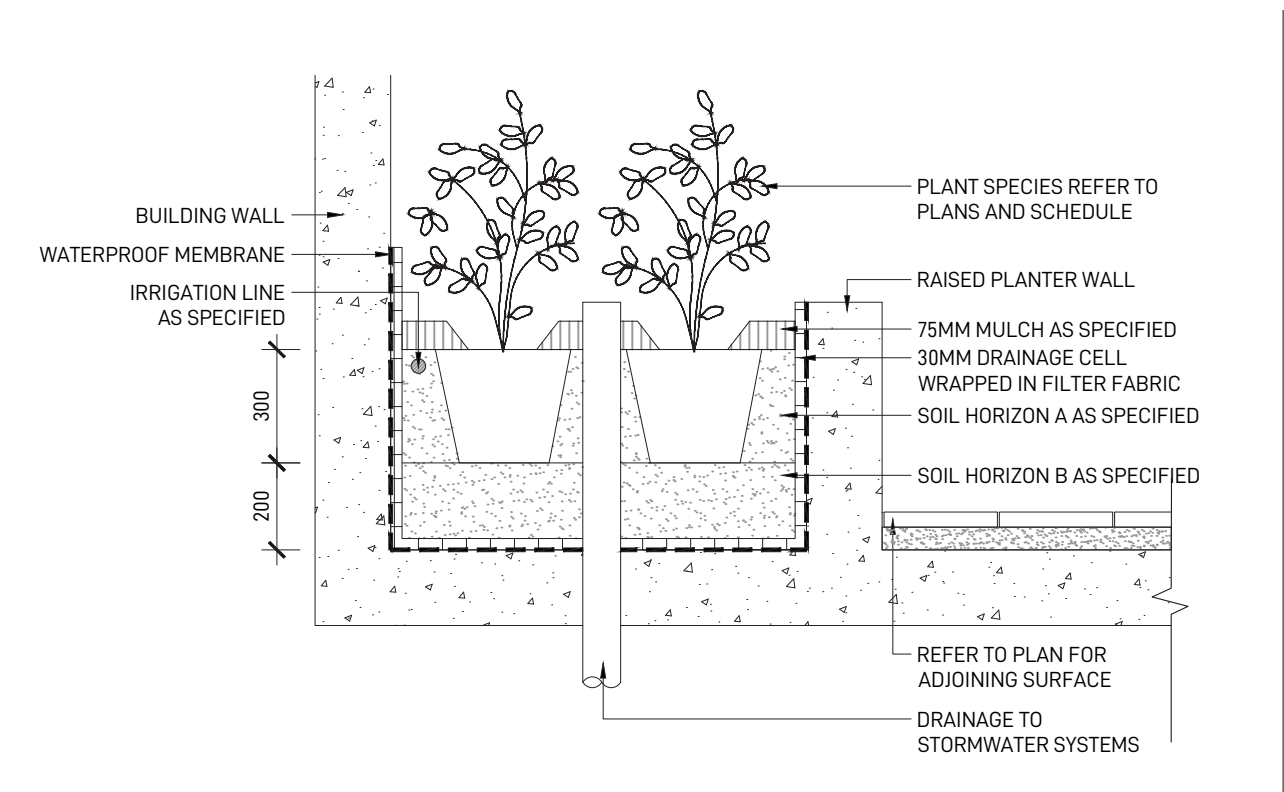 BUILDING WALL
WATERPROOF MEMBRANE
IRRIGATION LINE
AS SPECIFIED
300
200
PLANT SPECIES REFER TO
PLANS AND SCHEDULE
RAISED PLANTER WALL
75MM MULCH AS SPECIFIED
30MM DRAINAGE CELL
WRAPPED IN FILTER FABRIC
SOIL HORIZON A AS SPECIFIED
SOIL HORIZON B AS SPECIFIED
REFER TO PLAN FOR
ADJOINING SURFACE
DRAINAGE TO
STORMWATER SYSTEMS